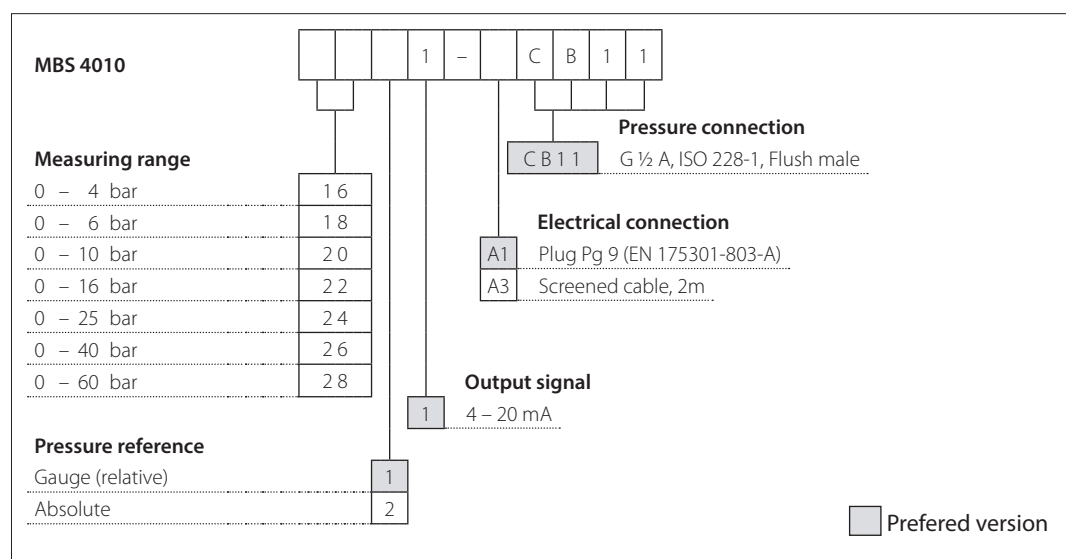 MBS 4010
1 – C B 1 1
Pressure connection
C B 1 1 G ½ A, ISO 228-1, Flush male
Measuring range
0 – 4 bar 1 6
0 – 6 bar 1 8
0 – 10 bar 2 0
0 – 16 bar 2 2
0 – 25 bar 2 4
0 – 40 bar 2 6
0 – 60 bar 2 8
Electrical connection
A1 Plug Pg 9 (EN 175301-803-A)
A3 Screened cable, 2m
Output signal
1 4 – 20 mA
Pressure reference
Gauge (relative) 1
Absolute 2
Prefered version